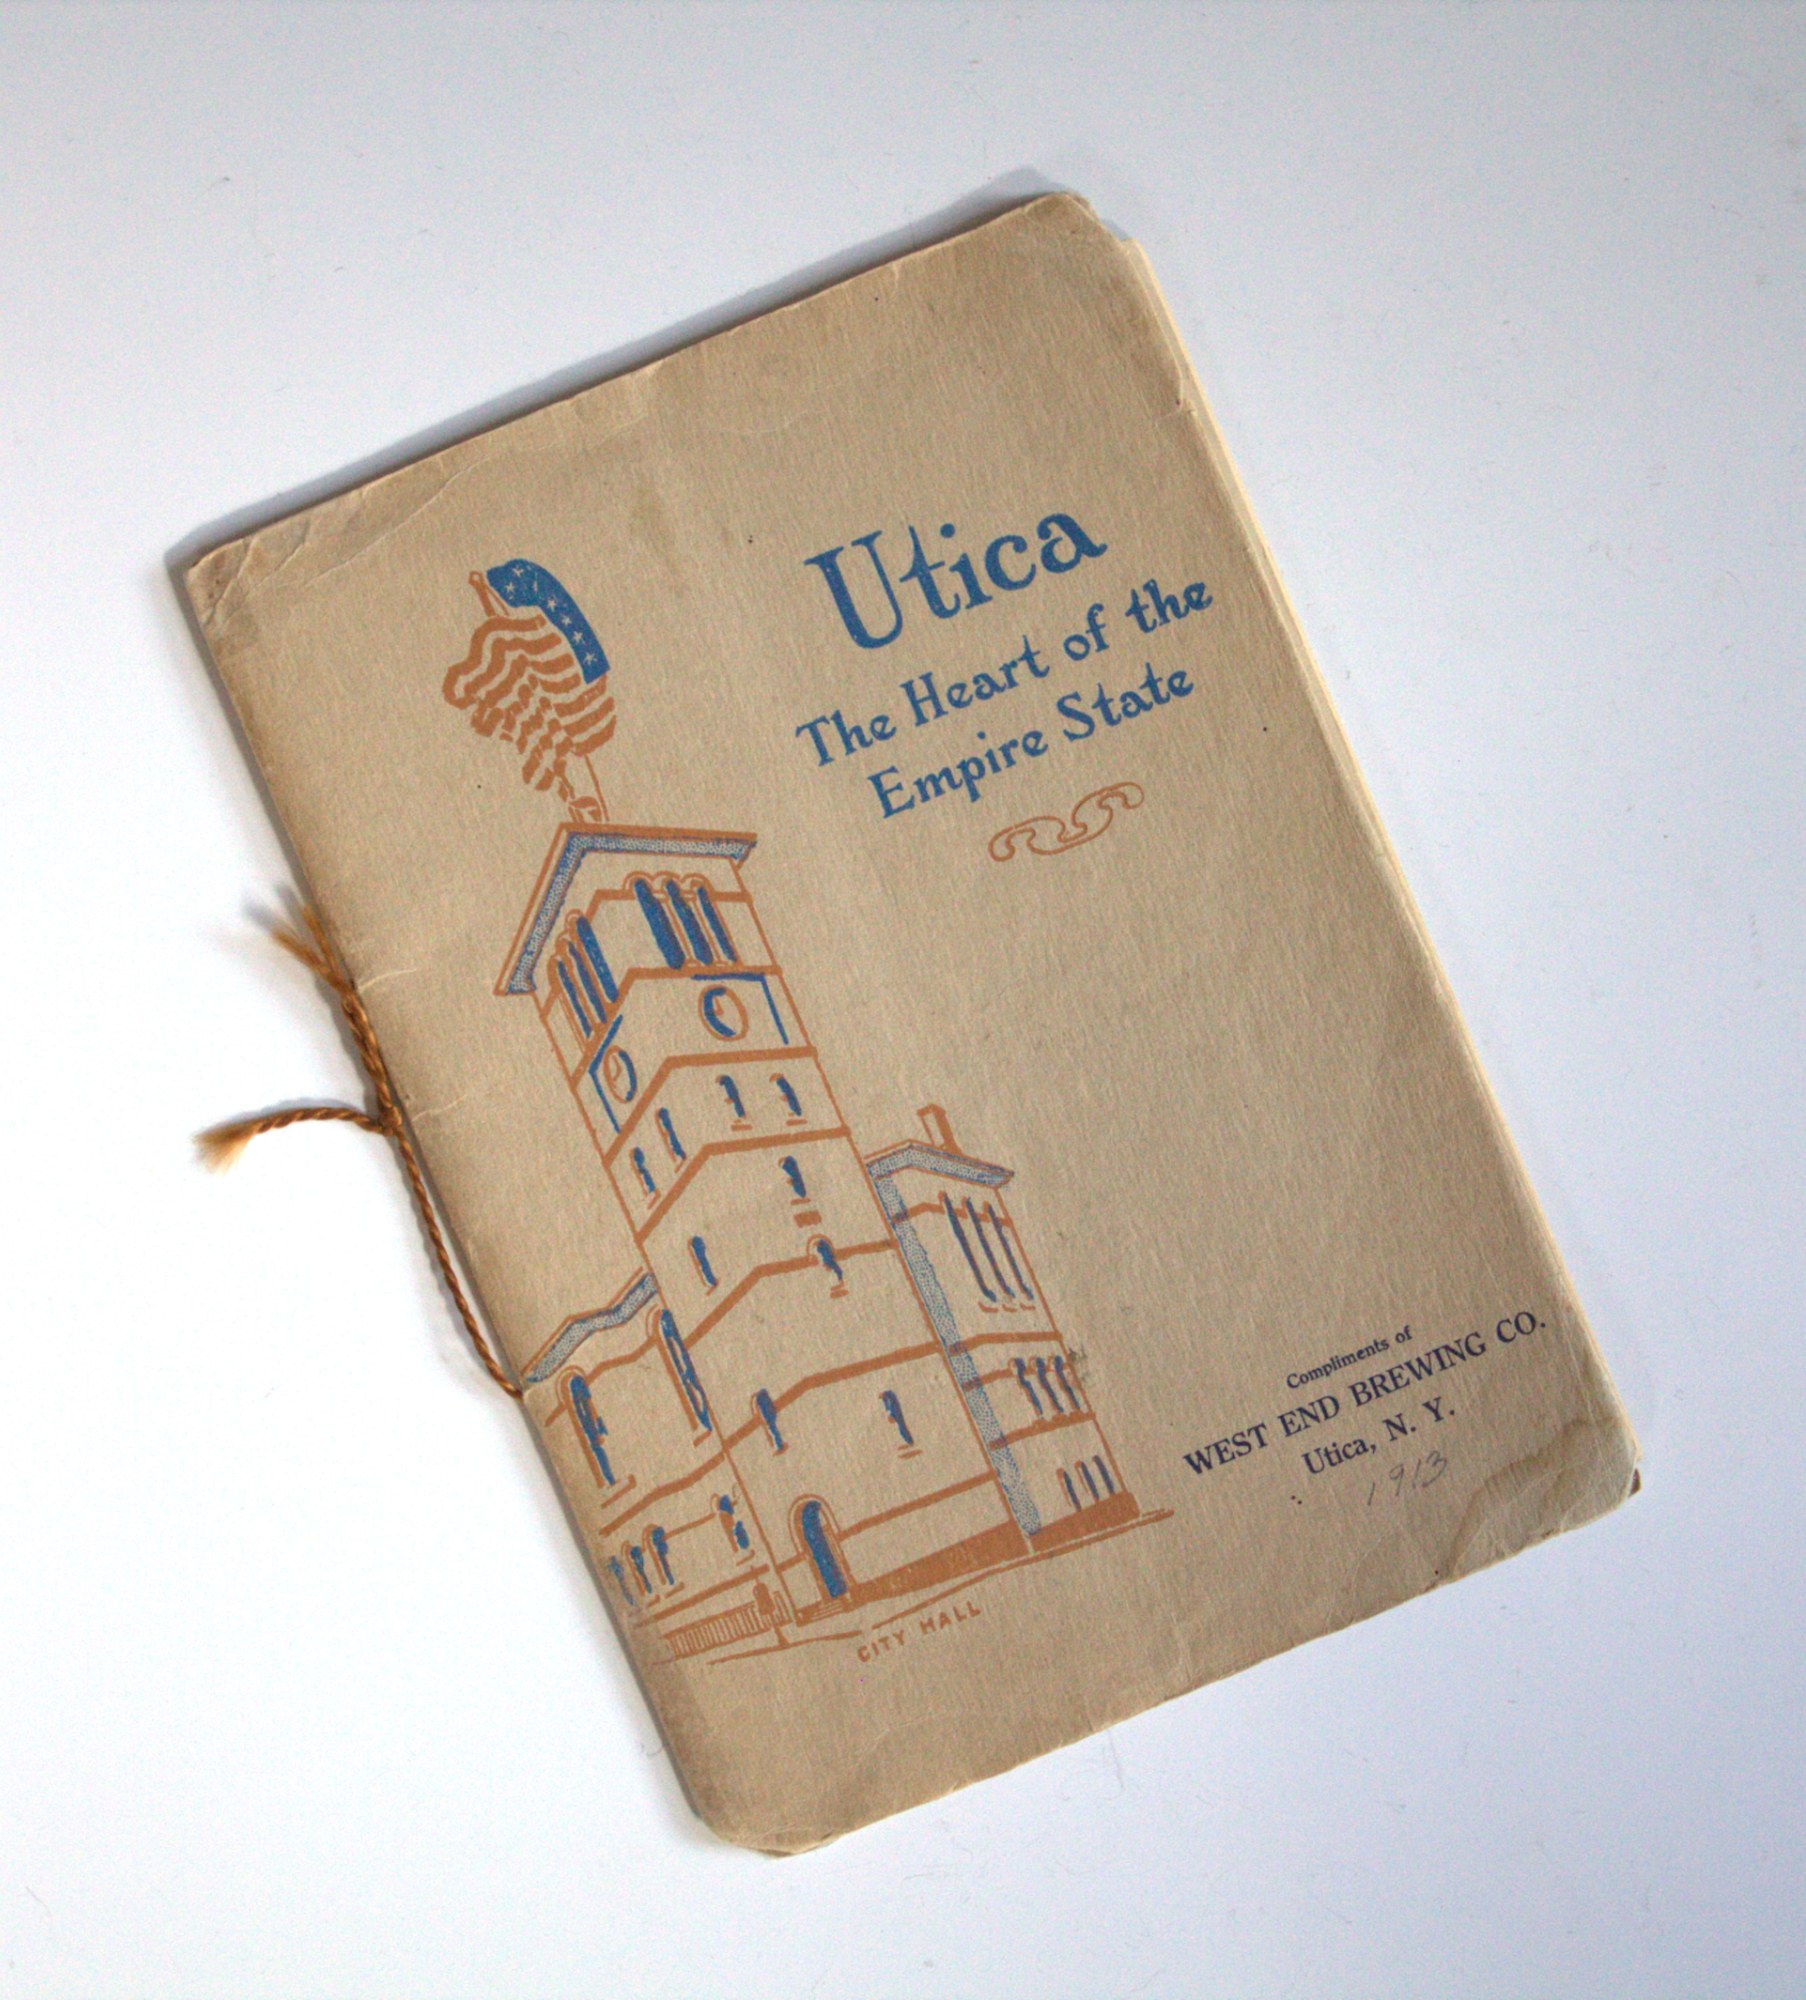 Utica
The Heart of the
Empire State
CITY HALL
Compliments of
WEST END BREWING CO.
Utica, N. Y.
1913